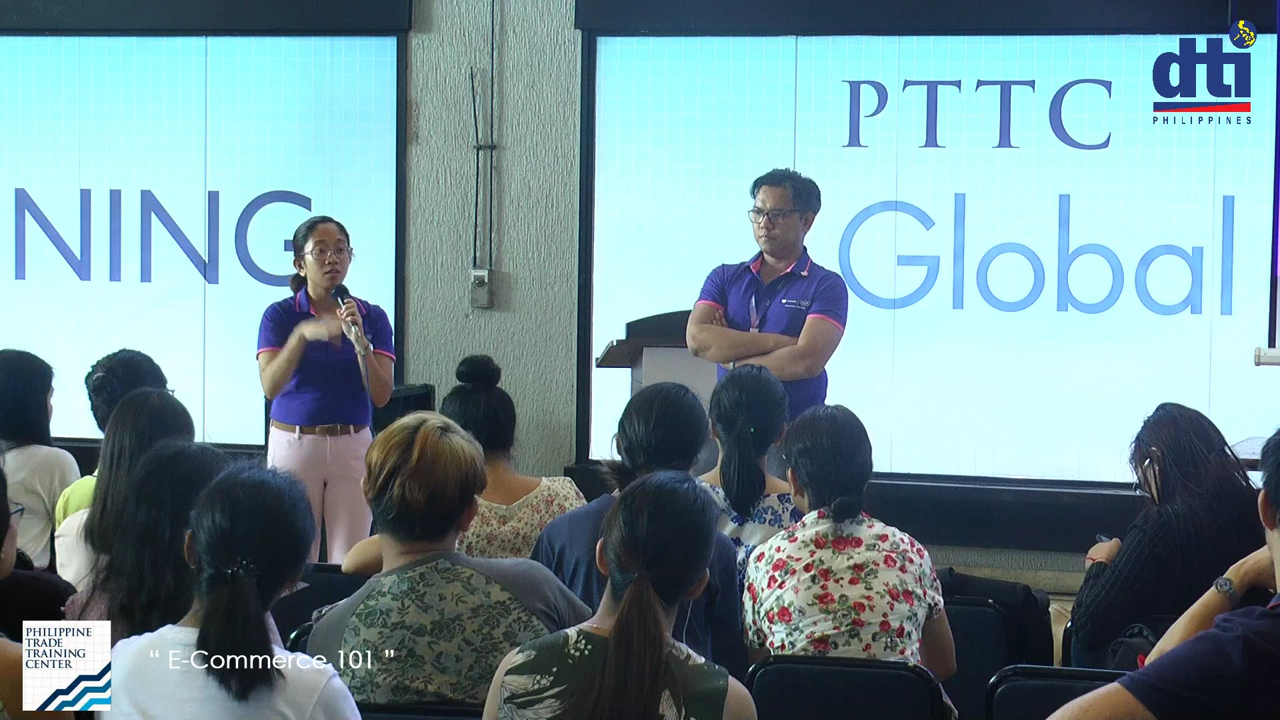 NING
PTTC
Global
dti
PHILIPPINES
PHILIPPINE
TRADE
TRAINING
CENTER
“ E-Commerce 101 ”